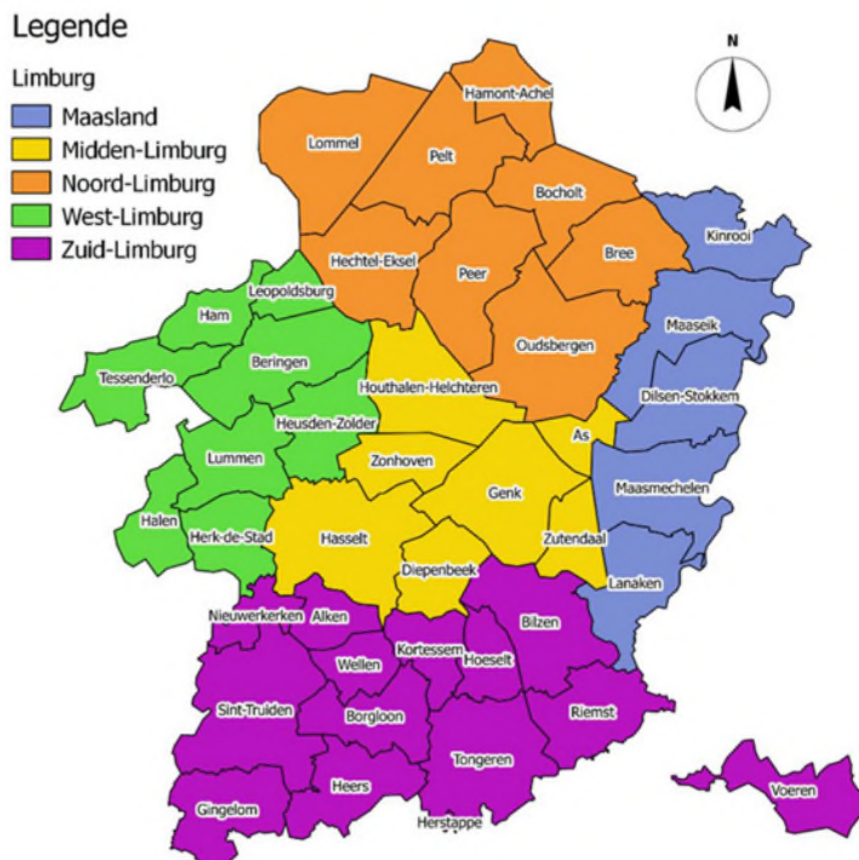 Legende
Limburg
Maasland
Midden-Limburg
Noord-Limburg
West-Limburg
Zuid-Limburg
N
Hamont-Achel
Lommel
Pelt
Bocholt
Kinrooi
Bree
Hechtel-Eksel
Peer
Leopoldsburg
Ham
Maaseik
Oudsbergen
Beringen
Tessenderlo
Houthalen-Helchteren
Dilsen-Stokkem
Heusden-Zolder
As
Lummen
Zonhoven
Maasmechelen
Genk
Halen
Herk-de-Stad
Hasselt
Zutendaal
Diepenbeek
Lanaken
Nieuwerkerken
Alken
Bilzen
Kortessem
Wellen
Hoeselt
Sint-Truiden
Borgloon
Riemst
Tongeren
Heers
Voeren
Gingelom
Herstappe